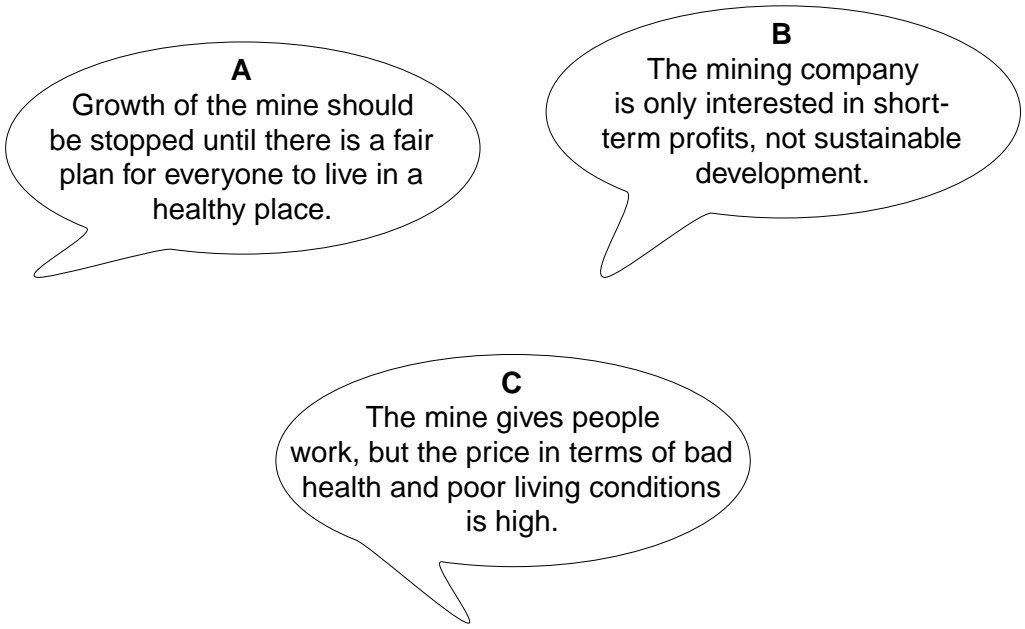 A
Growth of the mine should
be stopped until there is a fair
plan for everyone to live in a
healthy place.
B
The mining company
is only interested in short-
term profits, not sustainable
development.
C
The mine gives people
work, but the price in terms of bad
health and poor living conditions
is high.